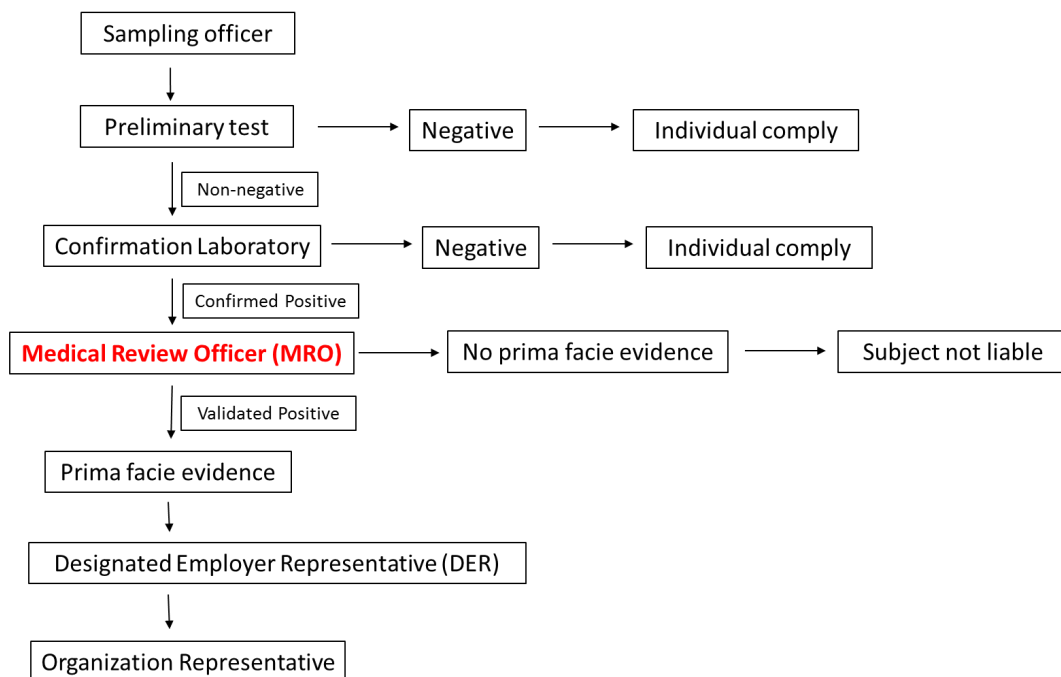 Sampling officer
Preliminary test
Negative
Individual comply
Non-negative
Confirmation Laboratory
Negative
Individual comply
Confirmed Positive
Medical Review Officer (MRO)
No prima facie evidence
Subject not liable
Validated Positive
Prima facie evidence
Designated Employer Representative (DER)
Organization Representative